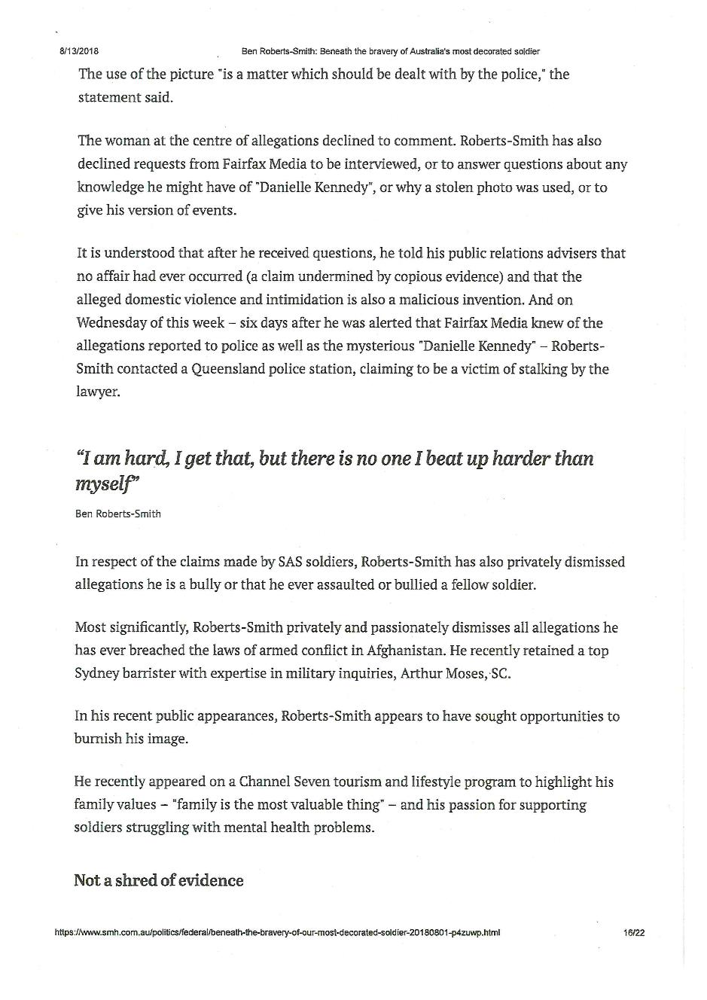 8/13/2018 Ben Roberts-Smith: Beneath the bravery of Australia's most decorated soldier
The use of the picture "is a matter which should be dealt with by the police," the
statement said.
The woman at the centre of allegations declined to comment. Roberts-Smith has also
declined requests from Fairfax Media to be interviewed, or to answer questions about any
knowledge he might have of "Danielle Kennedy", or why a stolen photo was used, or to
give his version of events.
It is understood that after he received questions, he told his public relations advisers that
no affair had ever occurred (a claim undermined by copious evidence) and that the
alleged domestic violence and intimidation is also a malicious invention. And on
Wednesday of this week – six days after he was alerted that Fairfax Media knew of the
allegations reported to police as well as the mysterious "Danielle Kennedy" – Roberts-
Smith contacted a Queensland police station, claiming to be a victim of stalking by the
lawyer.
“I am hard, I get that, but there is no one I beat up harder than
myself”
Ben Roberts-Smith
In respect of the claims made by SAS soldiers, Roberts-Smith has also privately dismissed
allegations he is a bully or that he ever assaulted or bullied a fellow soldier.
Most significantly, Roberts-Smith privately and passionately dismisses all allegations he
has ever breached the laws of armed conflict in Afghanistan. He recently retained a top
Sydney barrister with expertise in military inquiries, Arthur Moses, SC.
In his recent public appearances, Roberts-Smith appears to have sought opportunities to
burnish his image.
He recently appeared on a Channel Seven tourism and lifestyle program to highlight his
family values – "family is the most valuable thing" – and his passion for supporting
soldiers struggling with mental health problems.
Not a shred of evidence
https://www.smh.com.au/politics/federal/beneath-the-bravery-of-our-most-decorated-soldier-20180801-p4zuwp.html 16/22